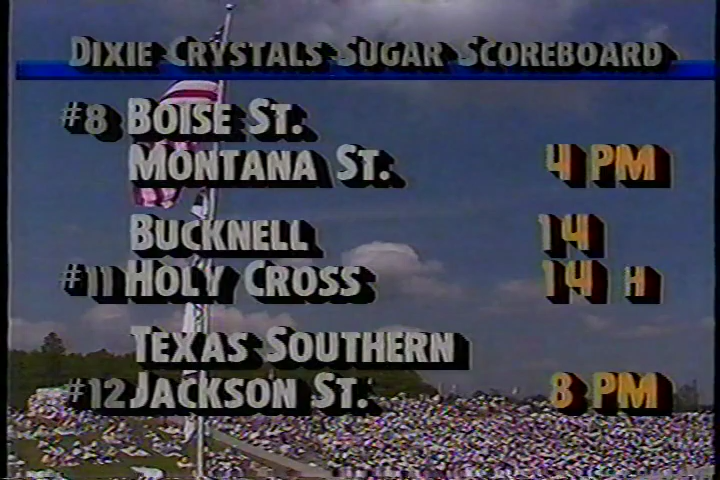 DIXIE CRYSTALS SUGAR SCOREBOARD
#8 BOISE ST.
MONTANA ST. 4 PM
BUCKNELL 14
#11 HOLY CROSS 14 H
TEXAS SOUTHERN
#12 JACKSON ST. 8 PM